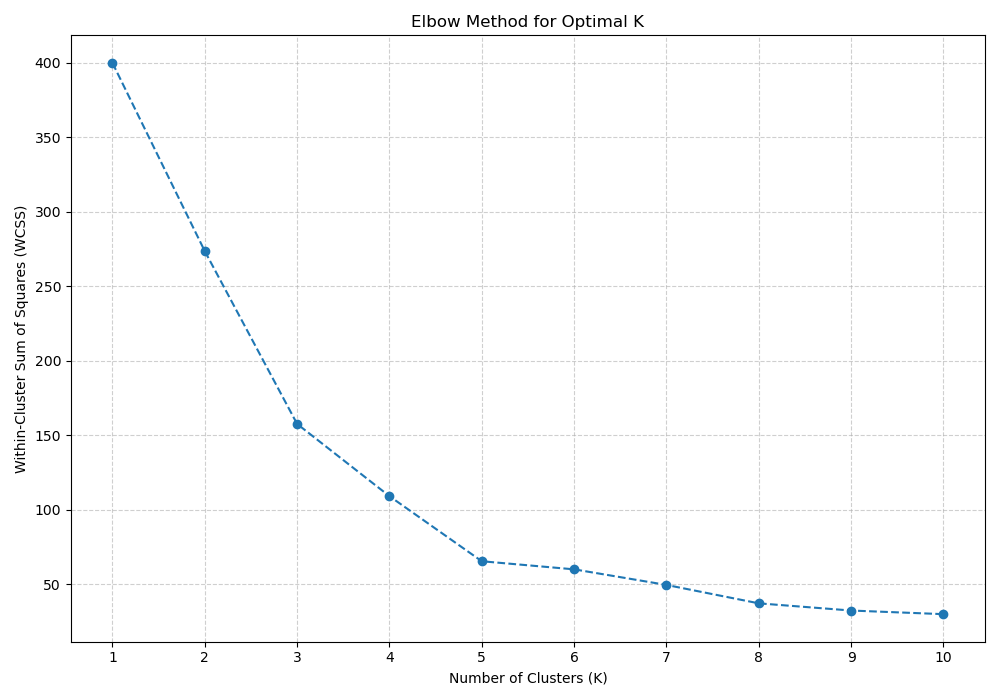 Elbow Method for Optimal K
Within-Cluster Sum of Squares (WCSS)
400
350
300
250
200
150
100
50
1 2 3 4 5 6 7 8 9 10
Number of Clusters (K)